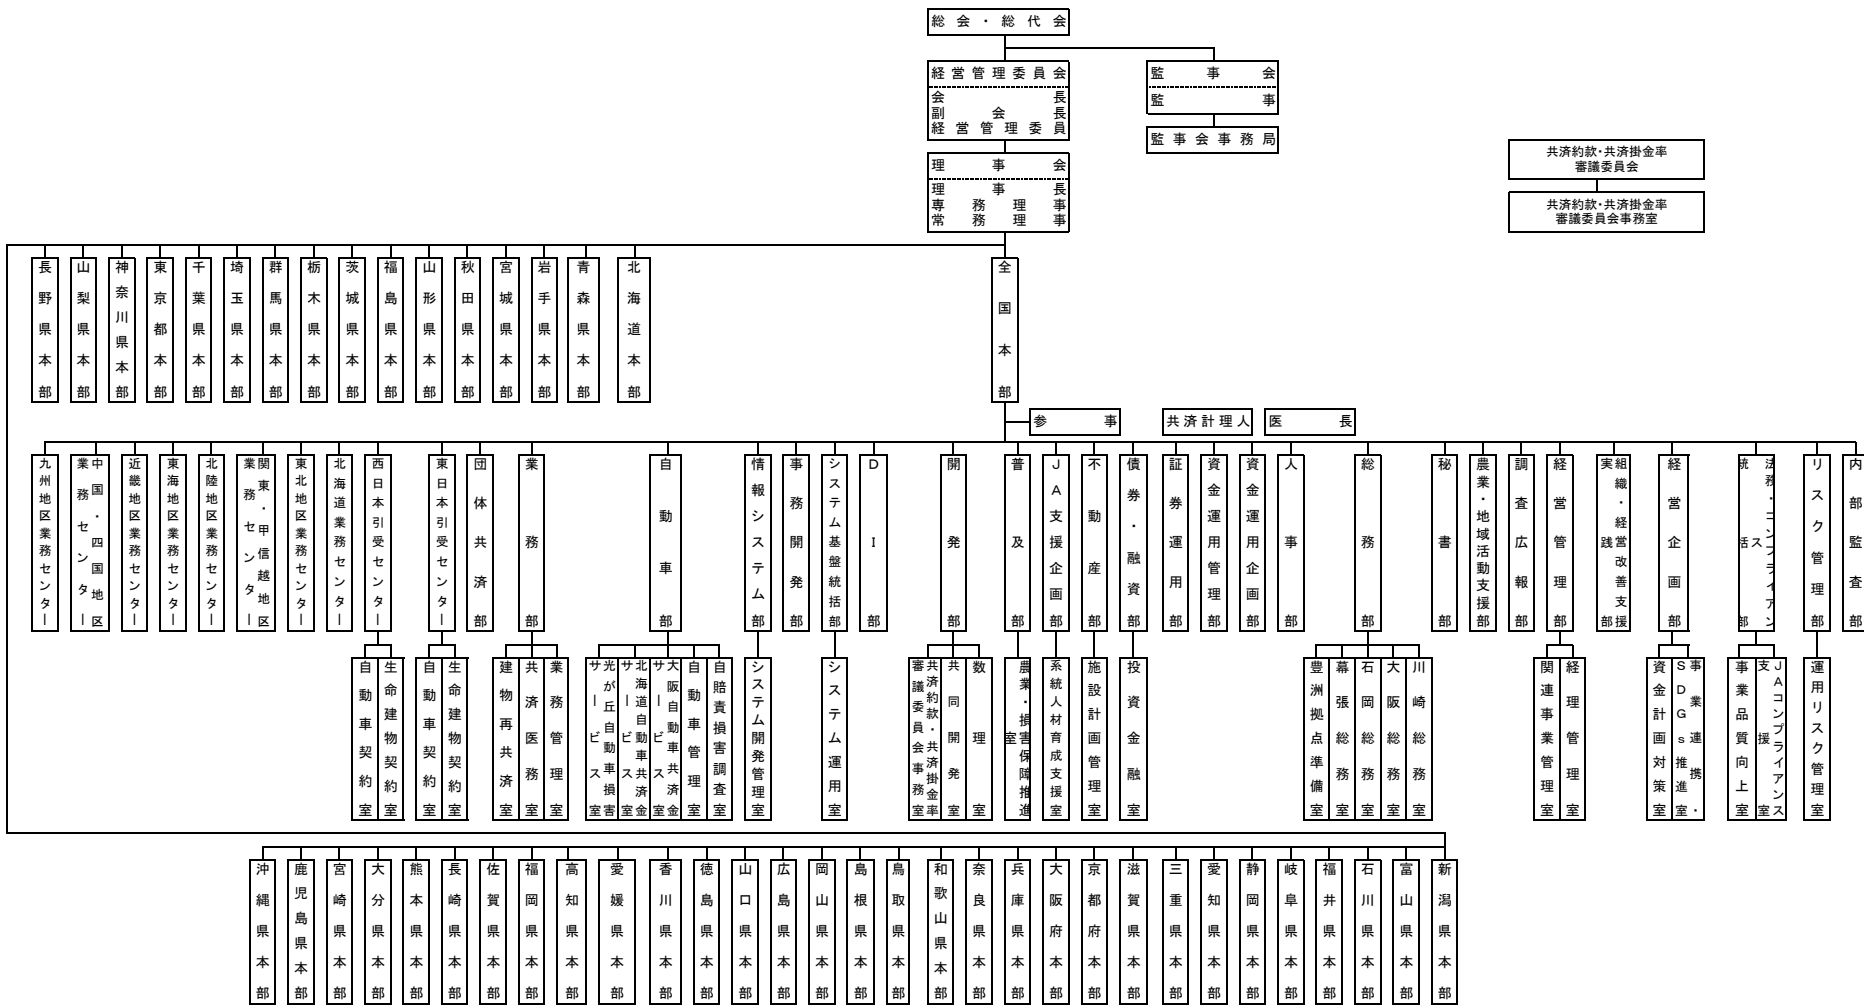 総会・総代会
経営管理委員会
会長
副会長
経営管理委員
監事会
監事
監事会事務局
理事会
理事長
専務理事
常務理事
共済約款・共済掛金率
審議委員会
共済約款・共済掛金率
審議委員会事務室
長野県本部
山梨県本部
神奈川県本部
東京都本部
千葉県本部
埼玉県本部
群馬県本部
栃木県本部
茨城県本部
福島県本部
山形県本部
秋田県本部
宮城県本部
岩手県本部
青森県本部
北海道本部
全国本部
参事
共済計理人
医長
九州地区業務センター
中国・四国地区
業務センター
近畿地区業務センター
東海地区業務センター
北陸地区業務センター
関東・甲信越地区
業務センター
東北地区業務センター
北海道業務センター
西日本引受センター
東日本引受センター
団体共済部
業務部
自動車部
情報システム部
事務開発部
システム基盤統括部
DI部
開発部
普及部
JA支援企画部
不動産部
債券・融資部
証券運用部
資金運用管理部
資金運用企画部
人事部
総務部
秘書部
農業・地域活動支援部
調査広報部
経営管理部
組織・経営改善支援
実践部
経営企画部
法務・コンプライアンス
統括部
リスク管理部
内部監査部
自動車契約室
生命建物契約室
自動車契約室
生命建物契約室
建物再共済室
共済医務室
業務管理室
光が丘自動車損害
サービス室
北海道自動車共済金
サービス室
大阪自動車共済金
サービス室
自動車管理室
自賠責損害調査室
システム開発管理室
システム運用室
共済約款・共済掛金率
審議委員会事務室
共同開発室
数理室
農業・損害保障推進
室
系統人材育成支援室
施設計画管理室
投資金融室
豊洲拠点準備室
幕張総務室
石岡総務室
大阪総務室
川崎総務室
関連事業管理室
経理管理室
資金計画対策室
事業連携・
SDGs推進室
事業品質向上室
JAコンプライアンス
支援室
運用リスク管理室
沖縄県本部
鹿児島県本部
宮崎県本部
大分県本部
熊本県本部
長崎県本部
佐賀県本部
福岡県本部
高知県本部
愛媛県本部
香川県本部
徳島県本部
山口県本部
広島県本部
岡山県本部
島根県本部
鳥取県本部
和歌山県本部
奈良県本部
兵庫県本部
大阪府本部
京都府本部
滋賀県本部
三重県本部
愛知県本部
静岡県本部
岐阜県本部
福井県本部
石川県本部
富山県本部
新潟県本部